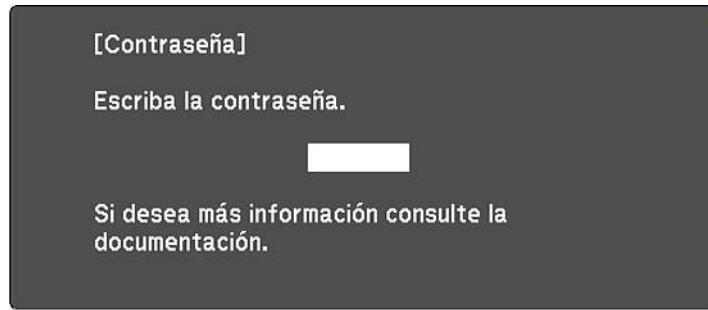 [Contraseña]
Escriba la contraseña.
Si desea más información consulte la
documentación.